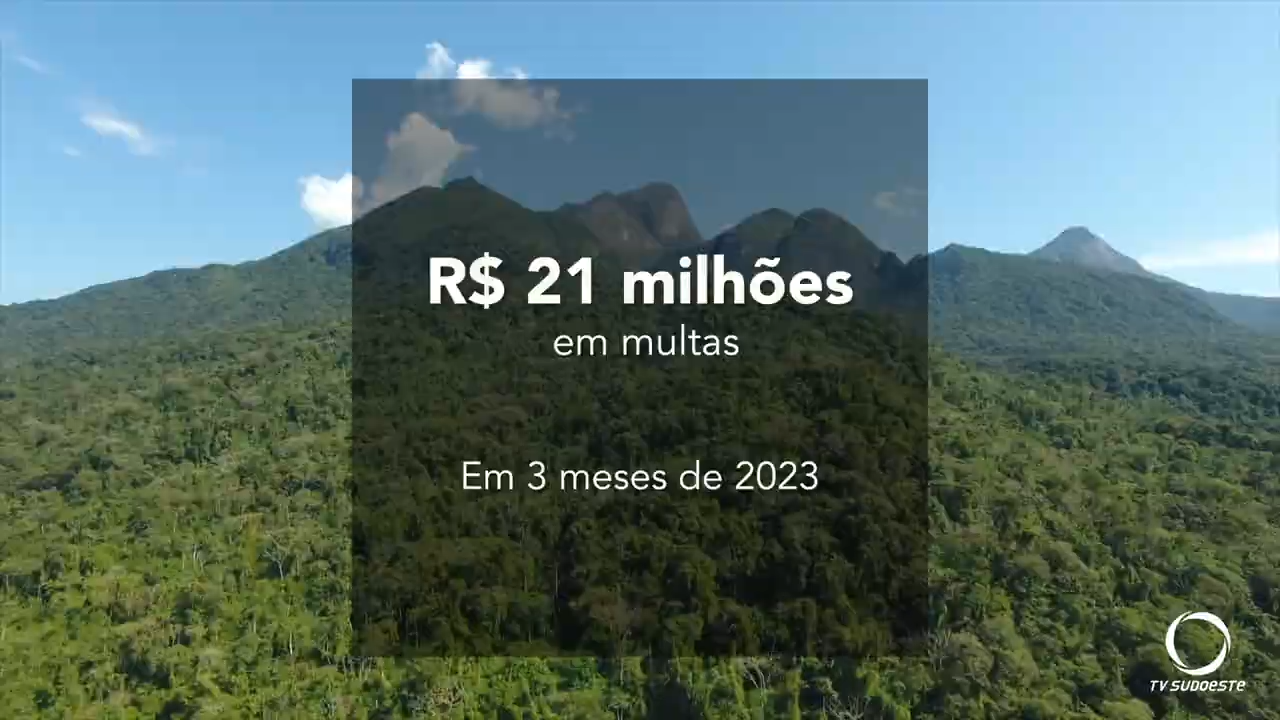 R$ 21 milhões
em multas
Em 3 meses de 2023
TV SUDOESTE